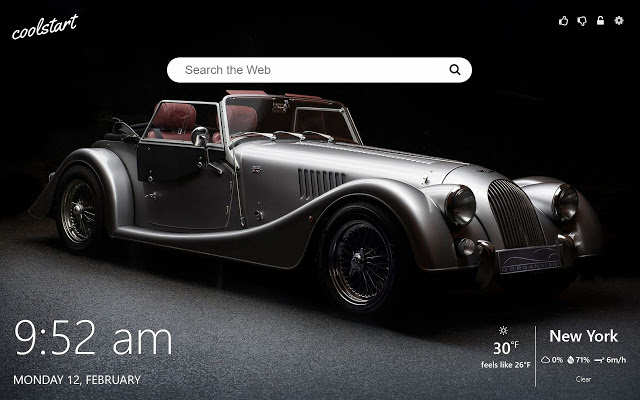 coolstart
Search the Web
9:52 am
MONDAY 12, FEBRUARY
30°F
feels like 26°F
New York
0% 71% 6m/h
Clear